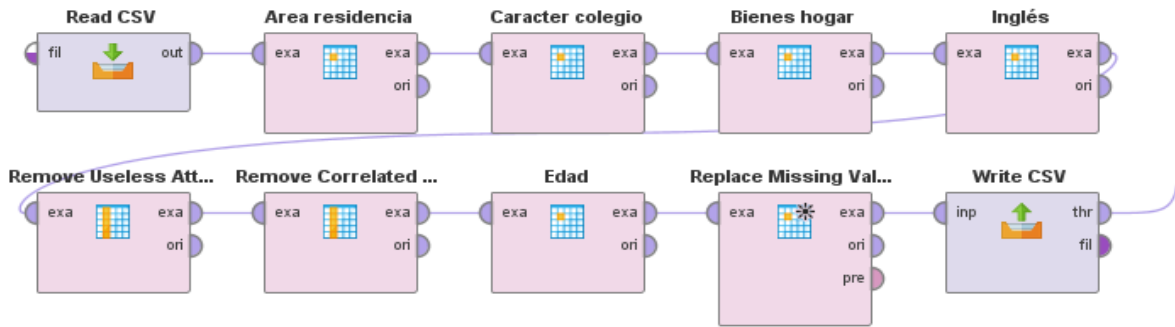 Read CSV
Area residencia
Caracter colegio
Bienes hogar
Inglés
fil out exa exa exa exa exa exa exa exa
ori ori ori ori
Remove Useless Att...
Remove Correlated ...
Edad
Replace Missing Val...
Write CSV
exa exa exa exa exa exa exa exa inp thr
ori ori ori ori fil
pre